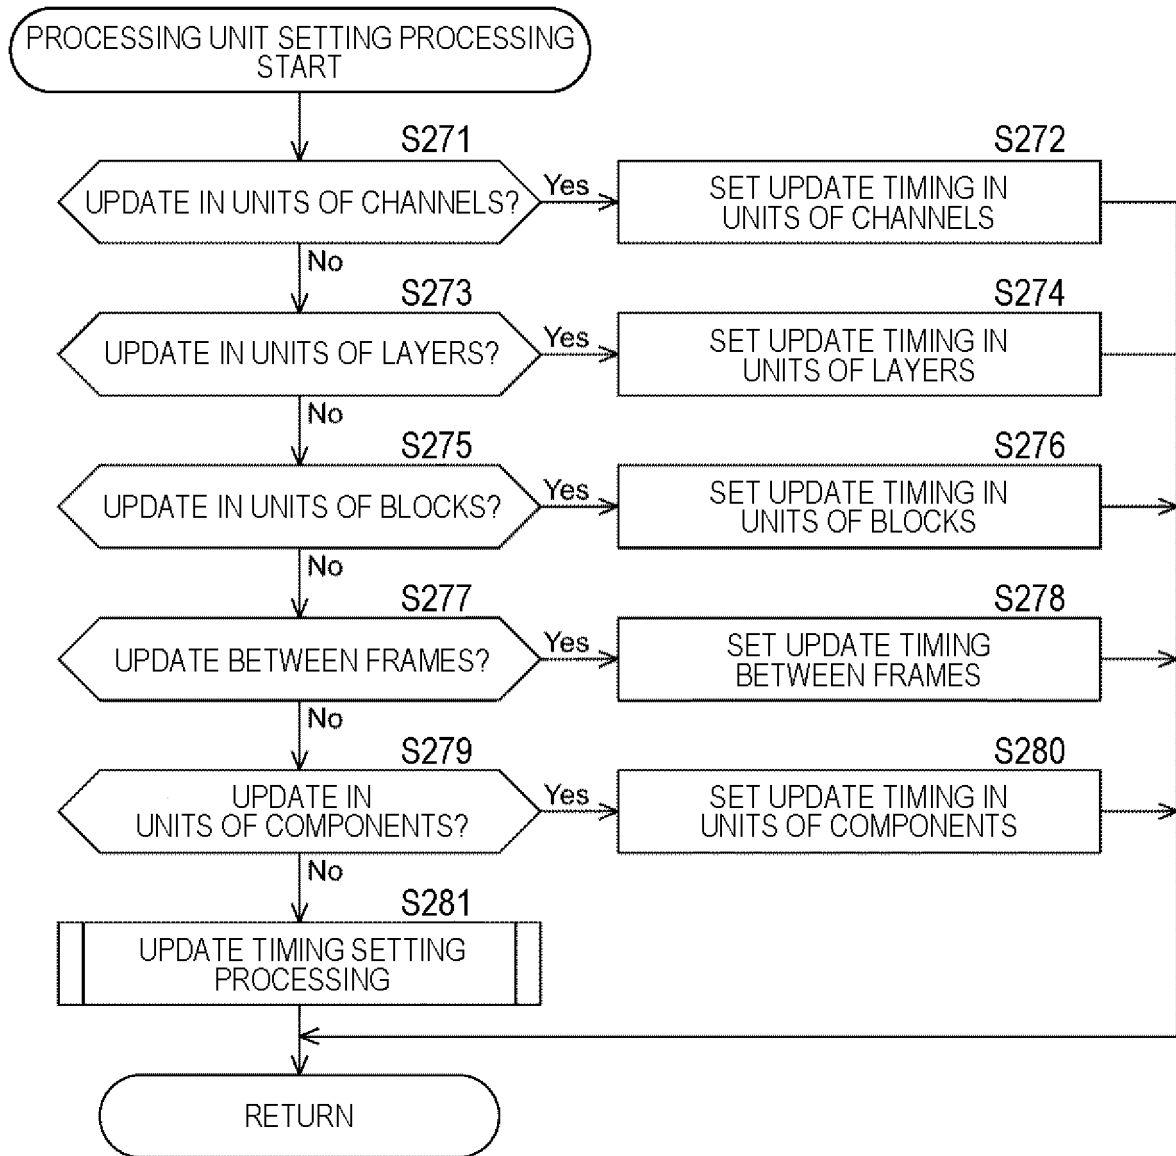 PROCESSING UNIT SETTING PROCESSING
START
S271
UPDATE IN UNITS OF CHANNELS?
Yes
S272
SET UPDATE TIMING IN
UNITS OF CHANNELS
No
S273
UPDATE IN UNITS OF LAYERS?
Yes
S274
SET UPDATE TIMING IN
UNITS OF LAYERS
No
S275
UPDATE IN UNITS OF BLOCKS?
Yes
S276
SET UPDATE TIMING IN
UNITS OF BLOCKS
No
S277
UPDATE BETWEEN FRAMES?
Yes
S278
SET UPDATE TIMING
BETWEEN FRAMES
No
S279
UPDATE IN
UNITS OF COMPONENTS?
Yes
S280
SET UPDATE TIMING IN
UNITS OF COMPONENTS
No
S281
UPDATE TIMING SETTING
PROCESSING
RETURN